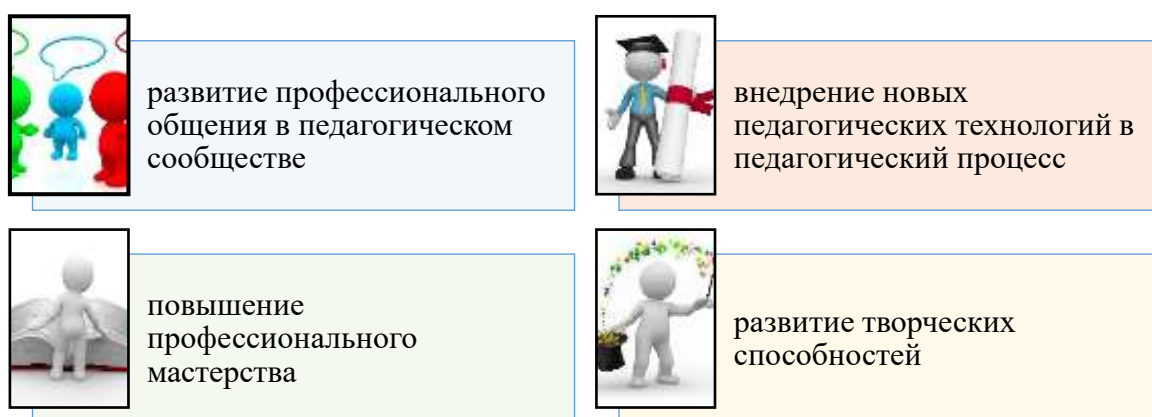 развитие профессионального
общения в педагогическом
сообществе
внедрение новых
педагогических технологий в
педагогический процесс
повышение
профессионального
мастерства
развитие творческих
способностей